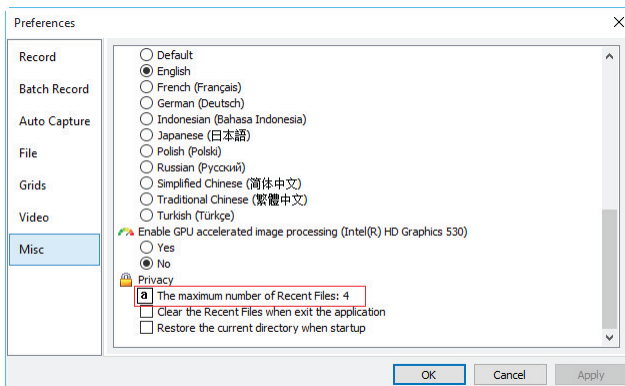 Preferences
Record
Batch Record
Auto Capture
File
Grids
Video
Misc
Default
English
French (Français)
German (Deutsch)
Indonesian (Bahasa Indonesia)
Japanese (日本語)
Polish (Polski)
Russian (Русский)
Simplified Chinese (简体中文)
Traditional Chinese (繁體中文)
Turkish (Türkçe)
Enable GPU accelerated image processing (Intel(R) HD Graphics 530)
Yes
No
Privacy
a The maximum number of Recent Files: 4
Clear the Recent Files when exit the application
Restore the current directory when startup
OK Cancel Apply